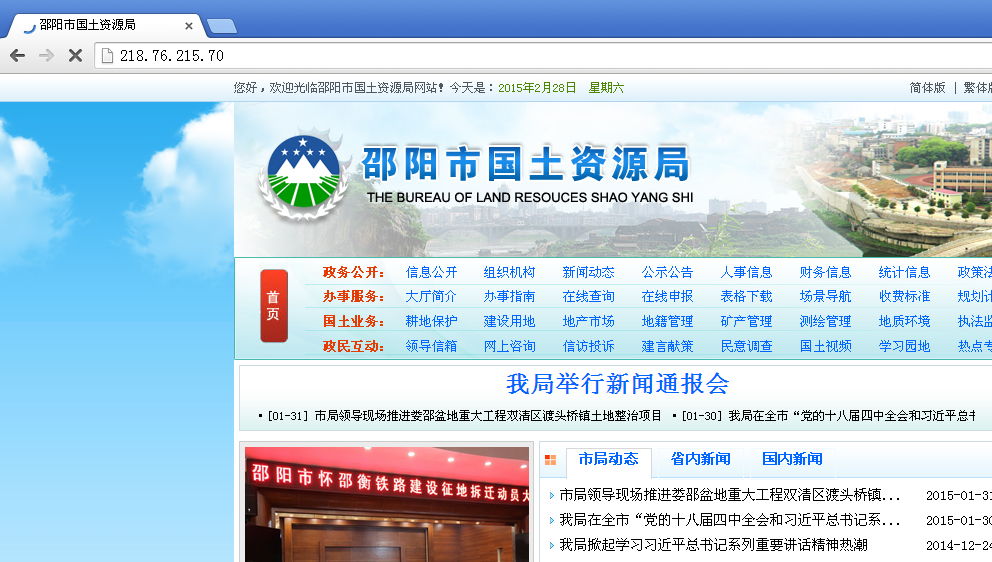 邵阳市国土资源局
218.76.215.70
您好，欢迎光临邵阳市国土资源局网站！今天是：2015年2月28日 星期六 简体版 | 繁体版
邵阳市国土资源局
THE BUREAU OF LAND RESOUCES SHAO YANG SHI
首页
政务公开： 信息公开 组织机构 新闻动态 公示公告 人事信息 财务信息 统计信息 政策法
办事服务： 大厅简介 办事指南 在线查询 在线申报 表格下载 场景导航 收费标准 规划计
国土业务： 耕地保护 建设用地 地产市场 地籍管理 矿产管理 测绘管理 地质环境 执法监
政民互动： 领导信箱 网上咨询 信访投诉 建言献策 民意调查 国土视频 学习园地 热点专
我局举行新闻通报会
·[01-31] 市局领导现场推进娄邵盆地重大工程双清区渡头桥镇土地整治项目 ·[01-30] 我局在全市“党的十八届四中全会和习近平总书
邵阳市怀邵衡铁路建设征地拆迁动员大
市局动态 省内新闻 国内新闻
市局领导现场推进娄邵盆地重大工程双清区渡头桥镇... 2015-01-31
我局在全市“党的十八届四中全会和习近平总书记系... 2015-01-30
我局掀起学习习近平总书记系列重要讲话精神热潮 2014-12-24